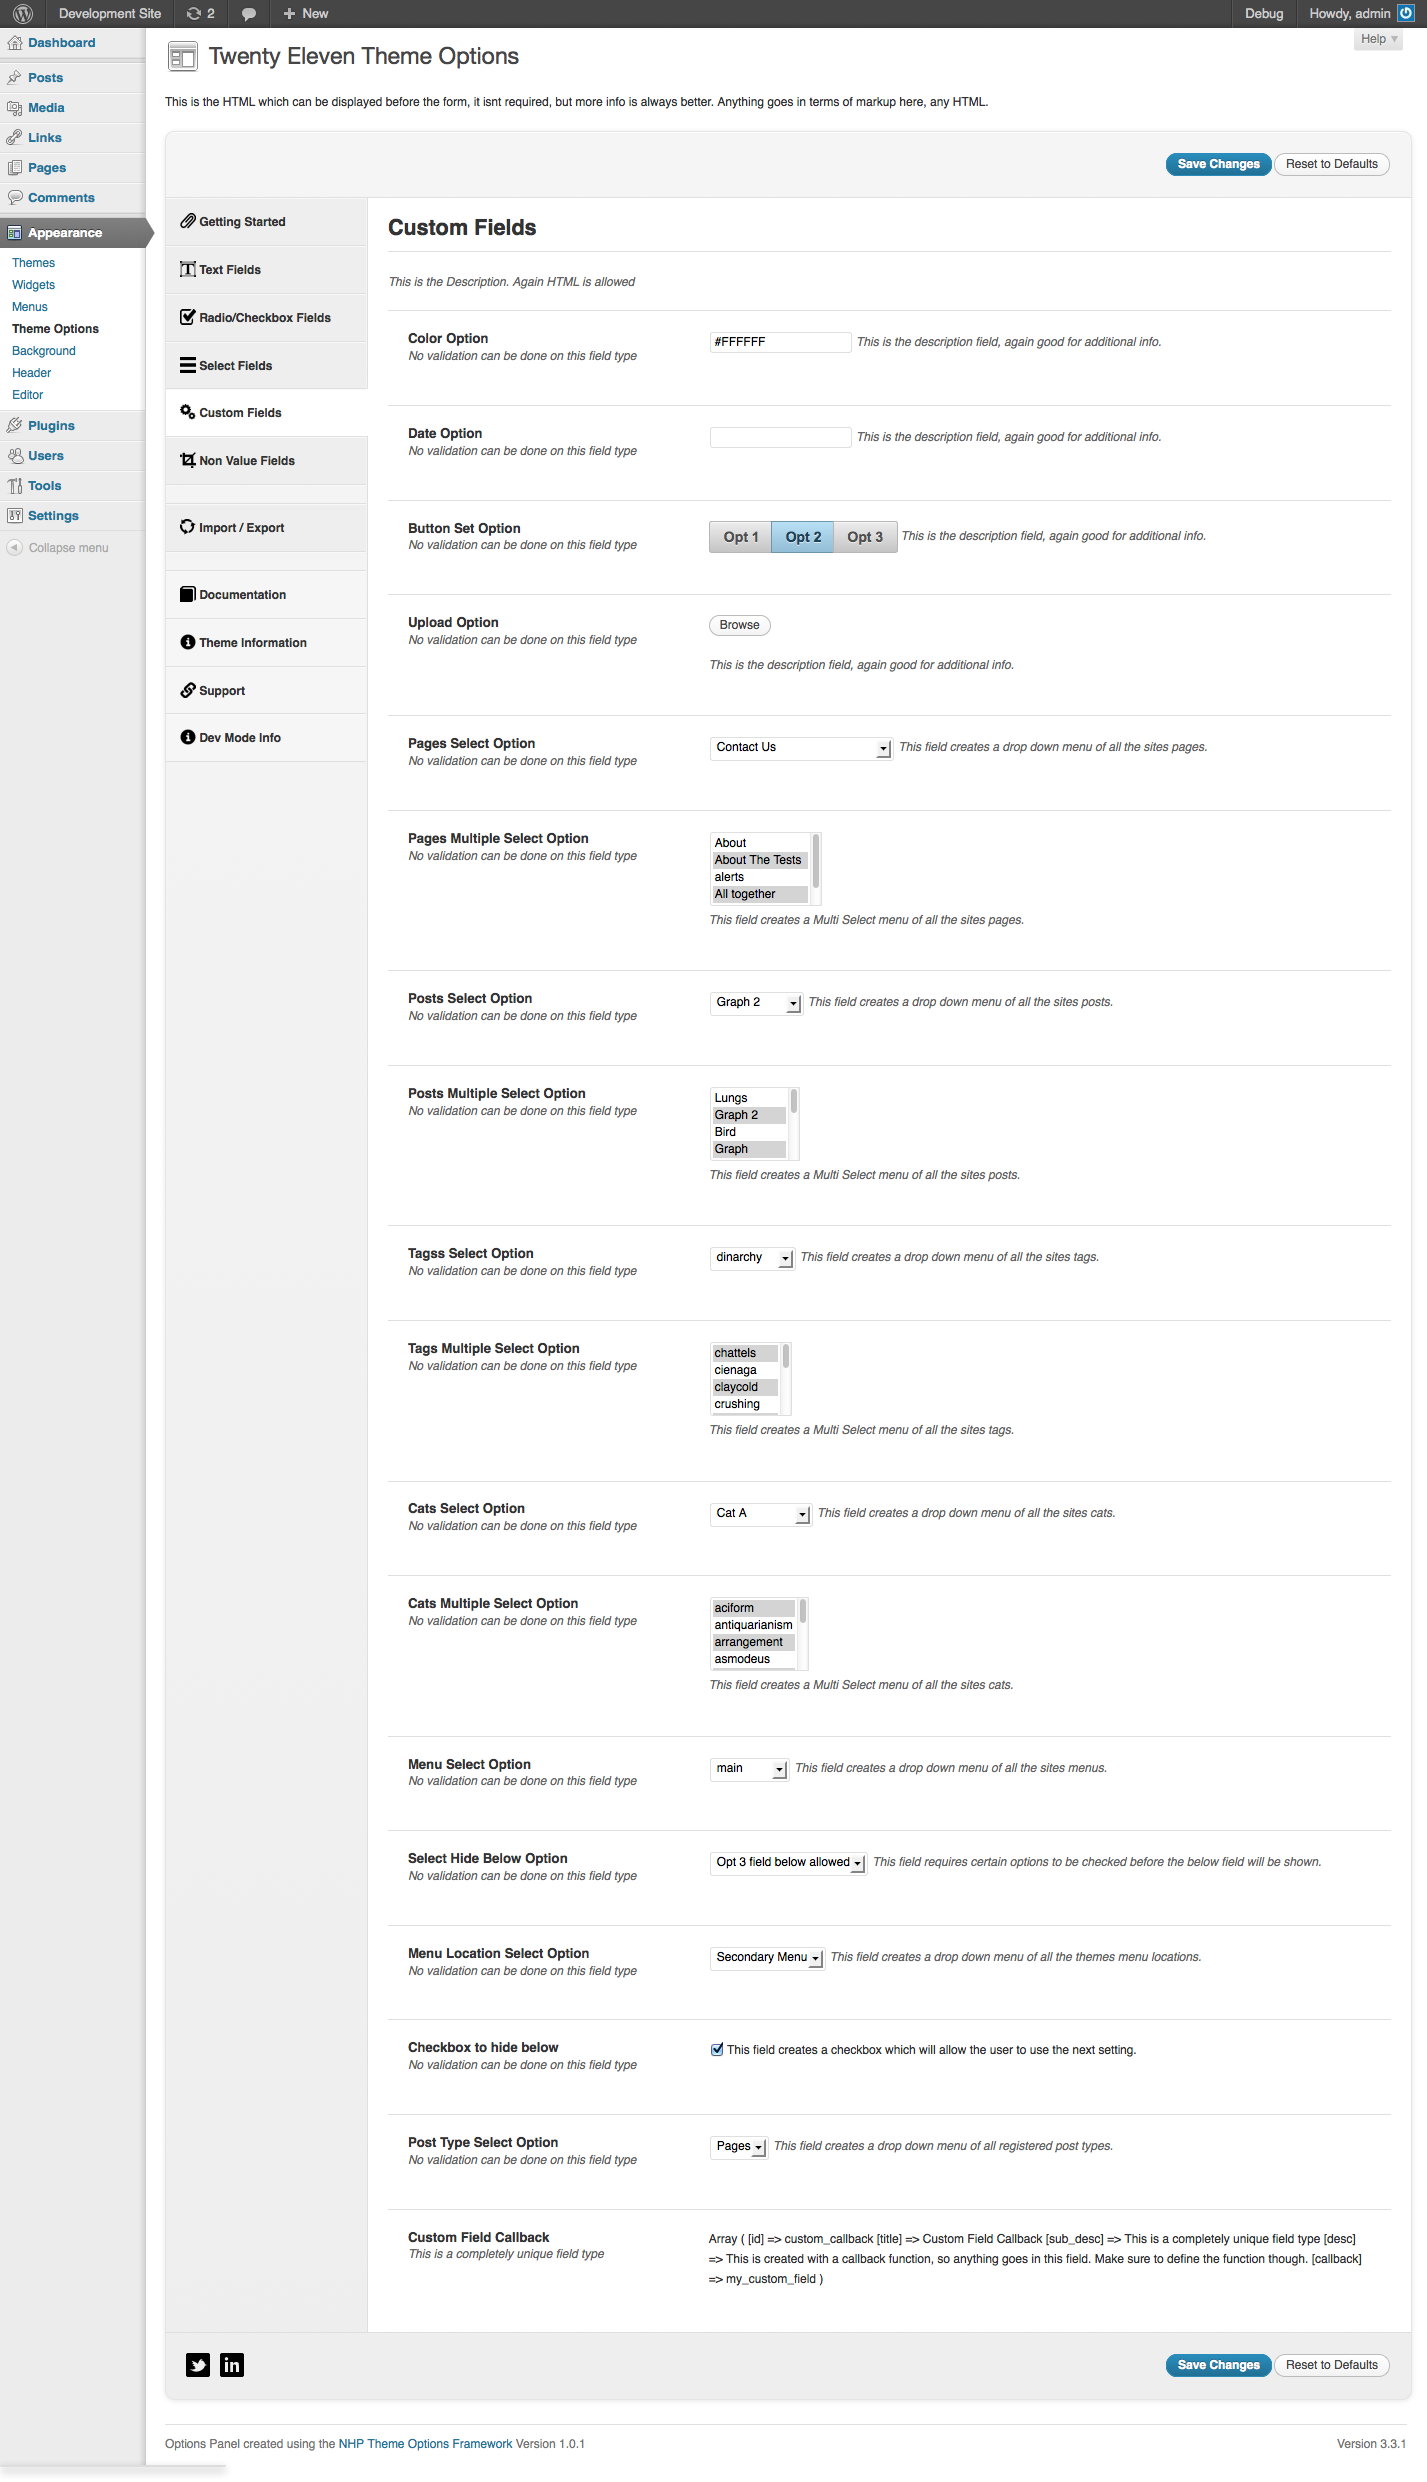 Development Site
2
New
Debug
Howdy, admin
Help
Dashboard
Posts
Media
Links
Pages
Comments
Appearance
Themes
Widgets
Menus
Theme Options
Background
Header
Editor
Plugins
Users
Tools
Settings
Collapse menu
Twenty Eleven Theme Options
This is the HTML which can be displayed before the form, it isnt required, but more info is always better. Anything goes in terms of markup here, any HTML.
Save Changes
Reset to Defaults
Getting Started
Text Fields
Radio/Checkbox Fields
Select Fields
Custom Fields
Non Value Fields
Import / Export
Documentation
Theme Information
Support
Dev Mode Info
Custom Fields
This is the Description. Again HTML is allowed
Color Option
No validation can be done on this field type
#FFFFFF
This is the description field, again good for additional info.
Date Option
No validation can be done on this field type
This is the description field, again good for additional info.
Button Set Option
No validation can be done on this field type
Opt 1
Opt 2
Opt 3
This is the description field, again good for additional info.
Upload Option
No validation can be done on this field type
Browse
This is the description field, again good for additional info.
Pages Select Option
No validation can be done on this field type
Contact Us
This field creates a drop down menu of all the sites pages.
Pages Multiple Select Option
No validation can be done on this field type
About
About The Tests
alerts
All together
This field creates a Multi Select menu of all the sites pages.
Posts Select Option
No validation can be done on this field type
Graph 2
This field creates a drop down menu of all the sites posts.
Posts Multiple Select Option
No validation can be done on this field type
Lungs
Graph 2
Bird
Graph
This field creates a Multi Select menu of all the sites posts.
Tagss Select Option
No validation can be done on this field type
dinarchy
This field creates a drop down menu of all the sites tags.
Tags Multiple Select Option
No validation can be done on this field type
chattels
cienaga
claycold
crushing
This field creates a Multi Select menu of all the sites tags.
Cats Select Option
No validation can be done on this field type
Cat A
This field creates a drop down menu of all the sites cats.
Cats Multiple Select Option
No validation can be done on this field type
aciform
antiquarianism
arrangement
asmodeus
This field creates a Multi Select menu of all the sites cats.
Menu Select Option
No validation can be done on this field type
main
This field creates a drop down menu of all the sites menus.
Select Hide Below Option
No validation can be done on this field type
Opt 3 field below allowed
This field requires certain options to be checked before the below field will be shown.
Menu Location Select Option
No validation can be done on this field type
Secondary Menu
This field creates a drop down menu of all the themes menu locations.
Checkbox to hide below
No validation can be done on this field type
This field creates a checkbox which will allow the user to use the next setting.
Post Type Select Option
No validation can be done on this field type
Pages
This field creates a drop down menu of all registered post types.
Custom Field Callback
This is a completely unique field type
Array ( [id] => custom_callback [title] => Custom Field Callback [sub_desc] => This is a completely unique field type [desc]
=> This is created with a callback function, so anything goes in this field. Make sure to define the function though. [callback]
=> my_custom_field )
in
Save Changes
Reset to Defaults
Options Panel created using the NHP Theme Options Framework Version 1.0.1
Version 3.3.1